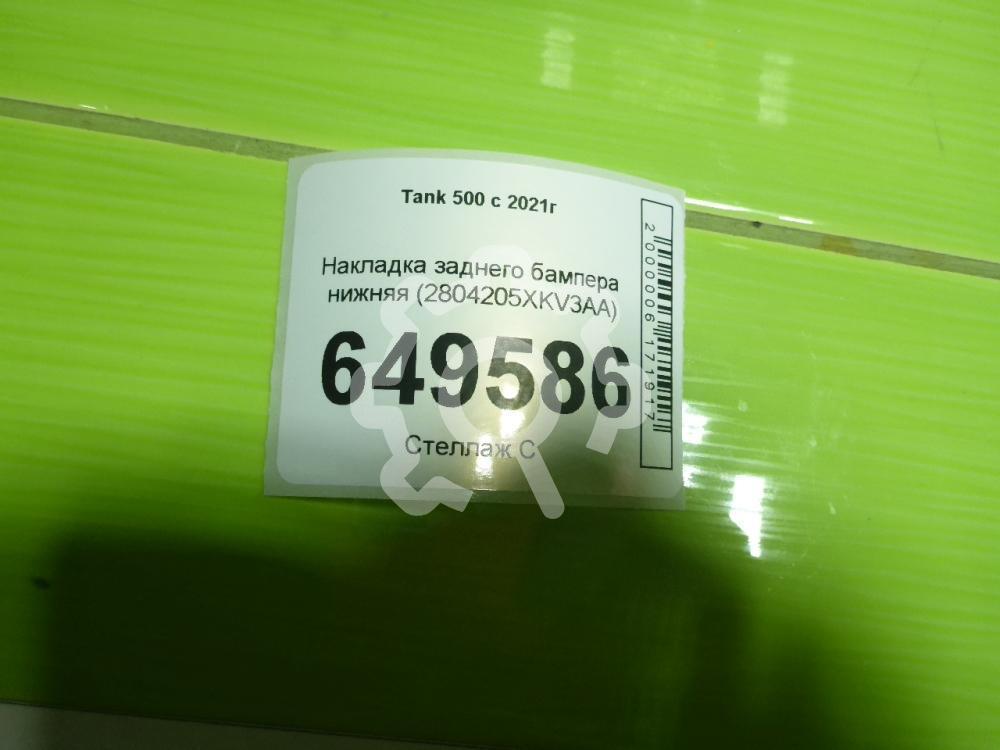 Tank 500 с 2021г
Накладка заднего бампера
нижняя (2804205XKV3AA)
649586
Стеллаж С
2000006171917